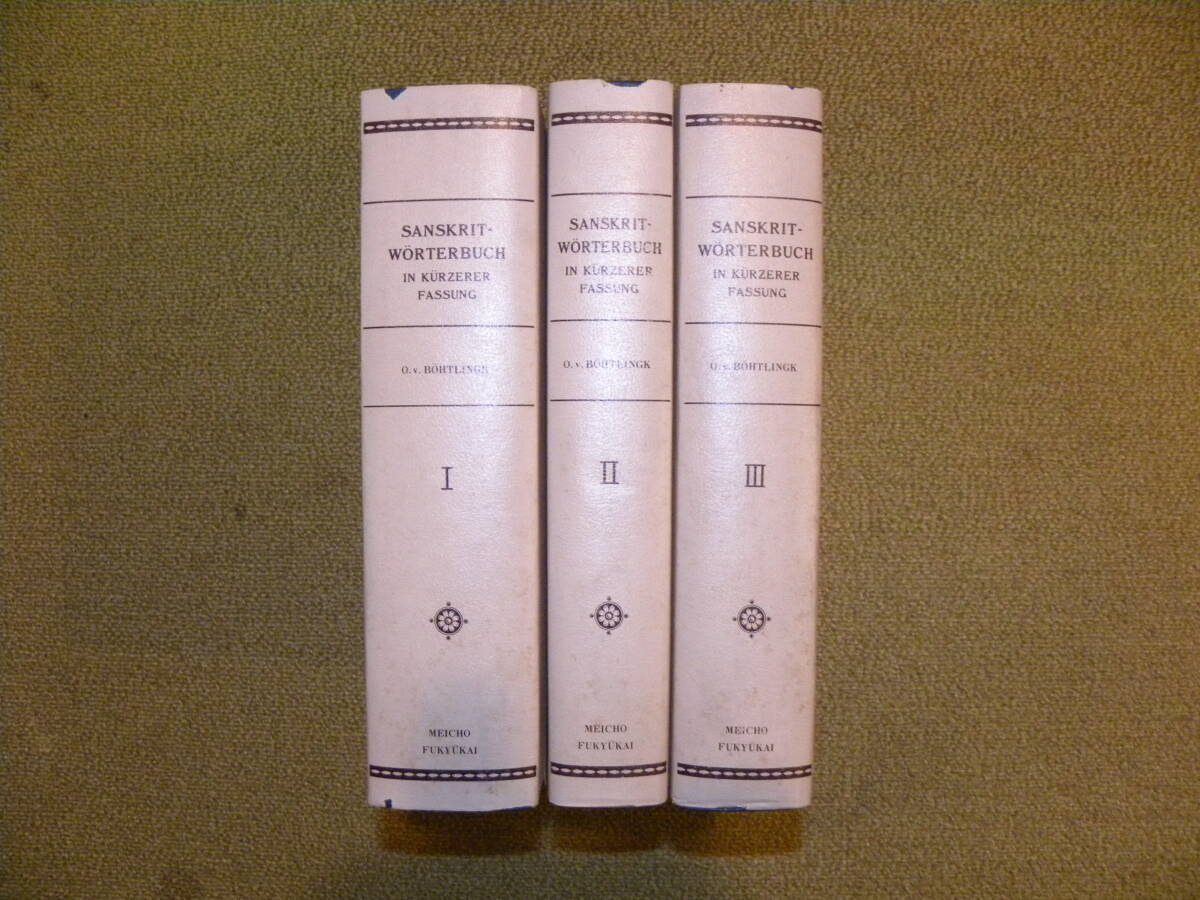 SANSKRIT-
WÖRTERBUCH
IN KÜRZERER
FASSUNG
O. v. BÖHTLINGK
I
MEICHO
FUKYŪKAI
SANSKRIT-
WÖRTERBUCH
IN KÜRZERER
FASSUNG
O. v. BÖHTLINGK
II
MEICHO
FUKYŪKAI
SANSKRIT-
WÖRTERBUCH
IN KÜRZERER
FASSUNG
O. v. BÖHTLINGK
III
MEICHO
FUKYŪKAI